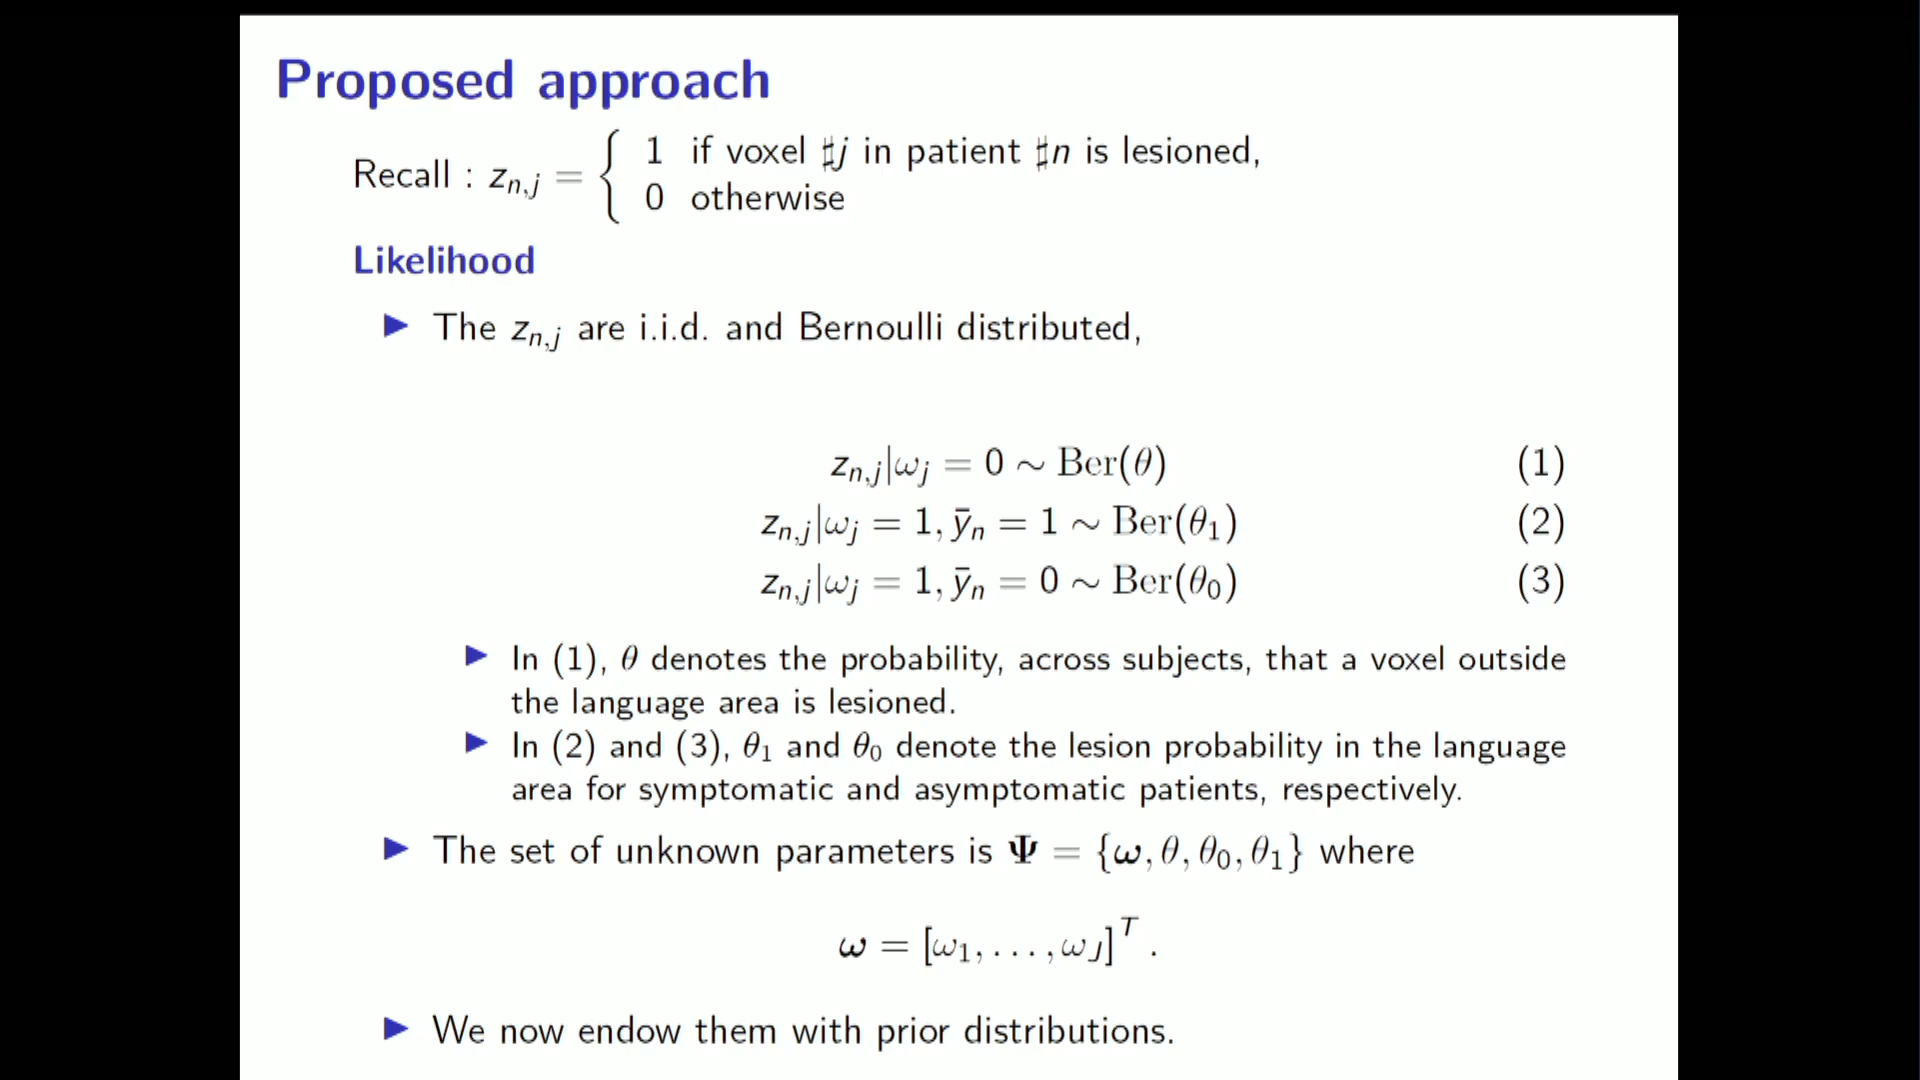 Proposed approach
Recall : z_{n,j} = { 1 if voxel ♯j in patient ♯n is lesioned,
0 otherwise
Likelihood
▶ The z_{n,j} are i.i.d. and Bernoulli distributed,
z_{n,j}|ω_j = 0 ∼ Ber(θ) (1)
z_{n,j}|ω_j = 1, ȳ_n = 1 ∼ Ber(θ_1) (2)
z_{n,j}|ω_j = 1, ȳ_n = 0 ∼ Ber(θ_0) (3)
▶ In (1), θ denotes the probability, across subjects, that a voxel outside
the language area is lesioned.
▶ In (2) and (3), θ_1 and θ_0 denote the lesion probability in the language
area for symptomatic and asymptomatic patients, respectively.
▶ The set of unknown parameters is Ψ = {ω, θ, θ_0, θ_1} where
ω = [ω_1, . . . , ω_J]^T .
▶ We now endow them with prior distributions.